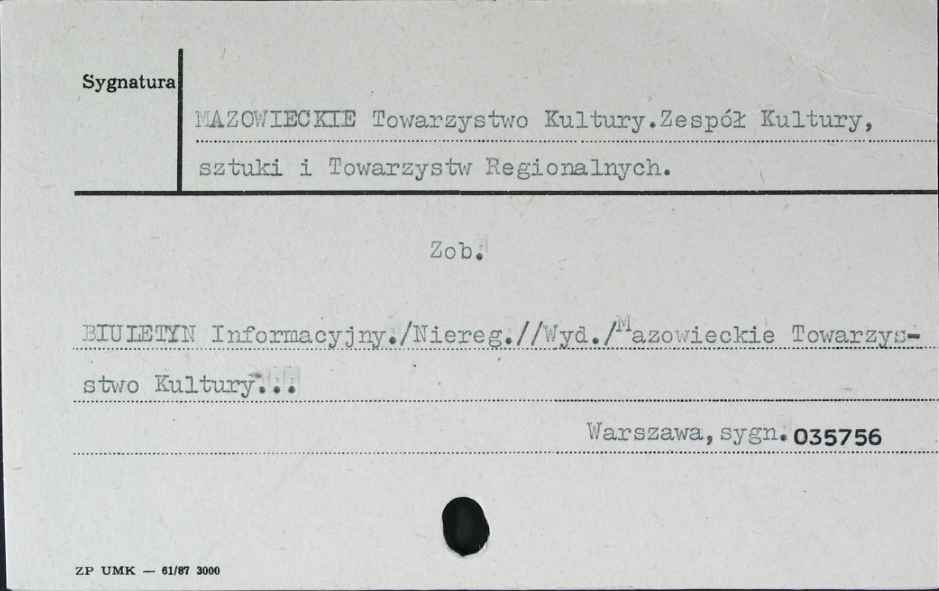 Sygnatura
MAZOWIECKIE Towarzystwo Kultury.Zespół Kultury,
sztuki i Towarzystw Regionalnych.
Zob.
BIULETYN Informacyjny./Niereg.//Wyd./Mazowieckie Towarzys-
stwo Kultury...
Warszawa,sygn.035756
ZP UMK — 61/87 3000